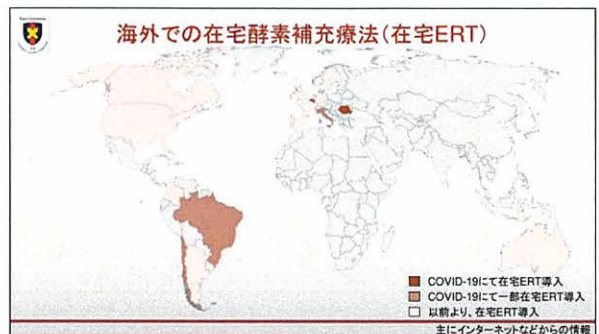 海外での在宅酵素補充療法(在宅ERT)
COVID-19にて在宅ERT導入
COVID-19にて一部在宅ERT導入
以前より、在宅ERT導入
主にインターネットなどからの情報